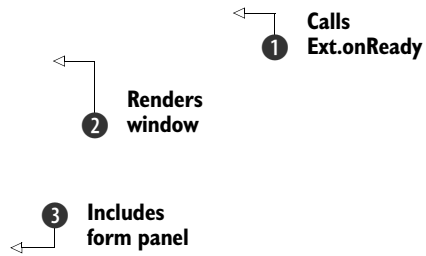 Calls
1 Ext.onReady
Renders
2 window
3 Includes
form panel